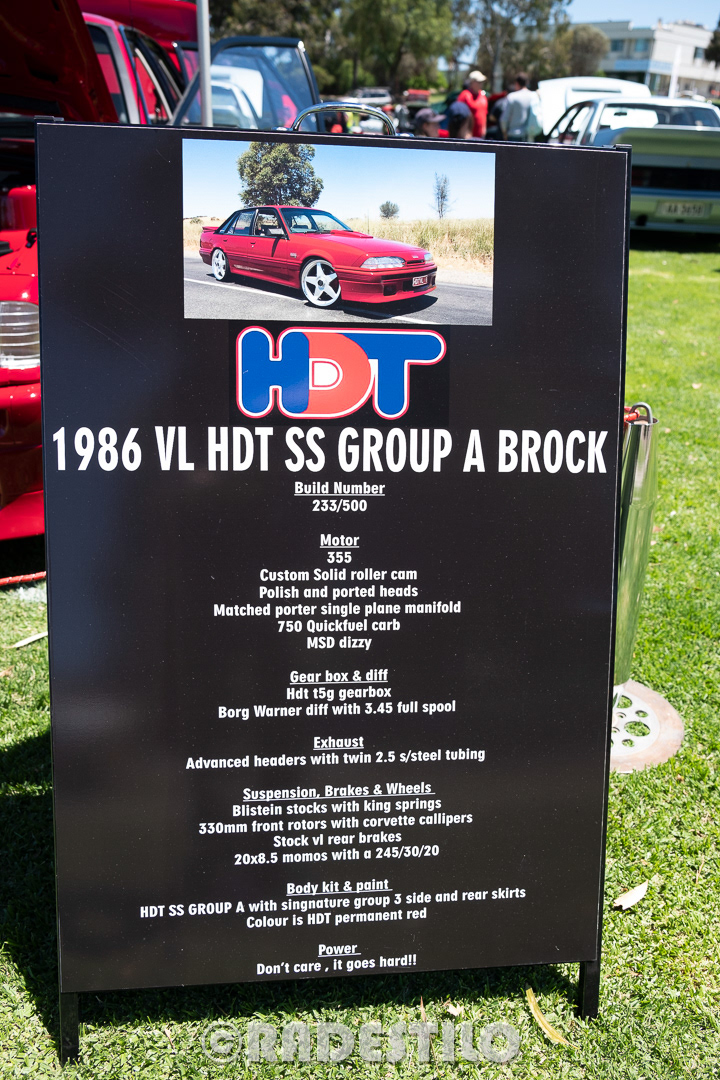 HDT
1986 VL HDT SS GROUP A BROCK
Build Number
233/500
Motor
355
Custom Solid roller cam
Polish and ported heads
Matched porter single plane manifold
750 Quickfuel carb
MSD dizzy
Gear box & diff
Hdt t5g gearbox
Borg Warner diff with 3.45 full spool
Exhaust
Advanced headers with twin 2.5 s/steel tubing
Suspension, Brakes & Wheels
Blistein stocks with king springs
330mm front rotors with corvette callipers
Stock vl rear brakes
20x8.5 momos with a 245/30/20
Body kit & paint
HDT SS GROUP A with singnature group 3 side and rear skirts
Colour is HDT permanent red
Power
Don't care , it goes hard!!
©RADESTILO